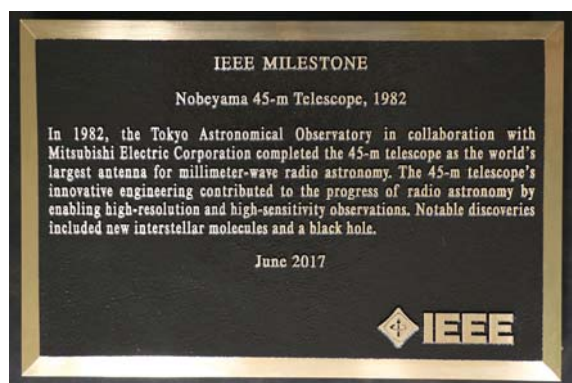 IEEE MILESTONE
Nobeyama 45-m Telescope, 1982
In 1982, the Tokyo Astronomical Observatory in collaboration with
Mitsubishi Electric Corporation completed the 45-m telescope as the world's
largest antenna for millimeter-wave radio astronomy. The 45-m telescope's
innovative engineering contributed to the progress of radio astronomy by
enabling high-resolution and high-sensitivity observations. Notable discoveries
included new interstellar molecules and a black hole.
June 2017
IEEE